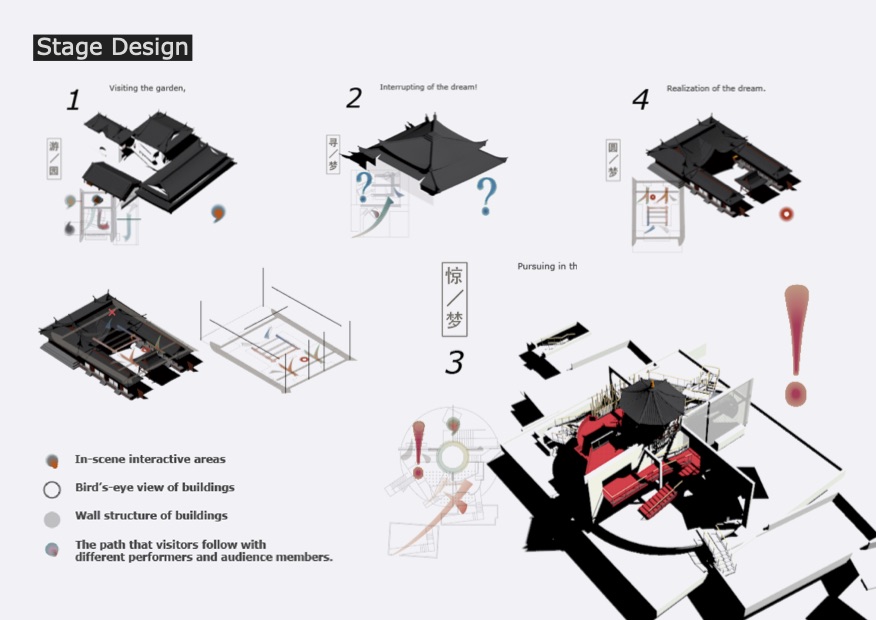 Stage Design
1
Visiting the garden,
游/园
2
Interrupting of the dream!
寻/梦
?
?
4
Realization of the dream.
圆/梦
惊/梦
3
Pursuing in th
!
!
In-scene interactive areas
Bird's-eye view of buildings
Wall structure of buildings
The path that visitors follow with
different performers and audience members.